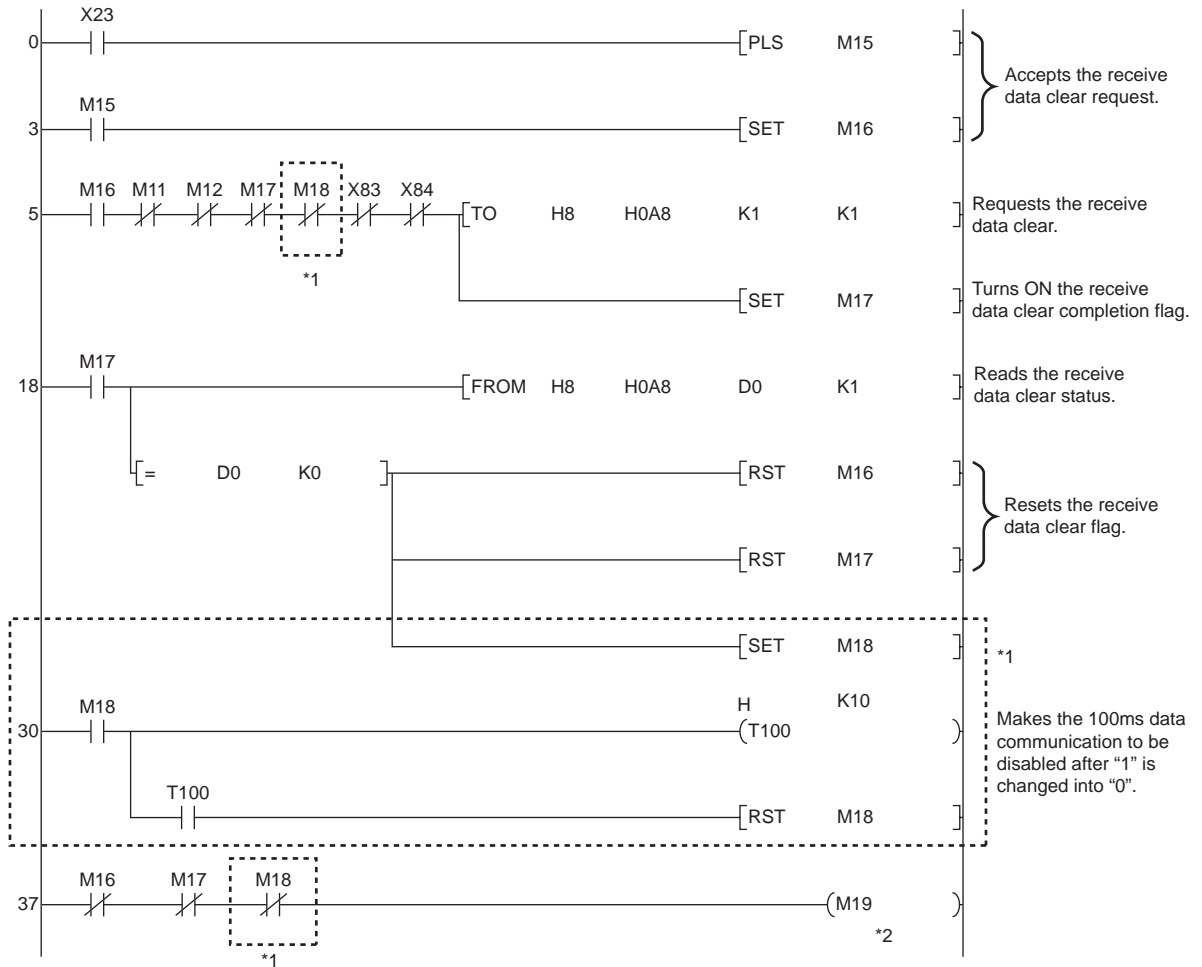 X23
0 [PLS M15 ]
Accepts the receive
data clear request.
M15
3 [SET M16 ]
M16 M11 M12 M17 M18 X83 X84
5 [TO H8 H0A8 K1 K1 ]
Requests the receive
data clear.
*1
[SET M17 ]
Turns ON the receive
data clear completion flag.
M17
18 [FROM H8 H0A8 D0 K1 ]
Reads the receive
data clear status.
[= D0 K0 ] [RST M16 ]
Resets the receive
data clear flag.
[RST M17 ]
[SET M18 ]
*1
M18
H K10
30 (T100 )
Makes the 100ms data
communication to be
disabled after “1” is
changed into “0”.
T100
[RST M18 ]
M16 M17 M18
37 (M19 )
*2
*1